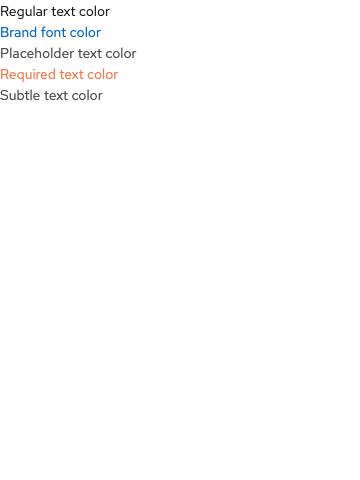 Regular text color
Brand font color
Placeholder text color
Required text color
Subtle text color